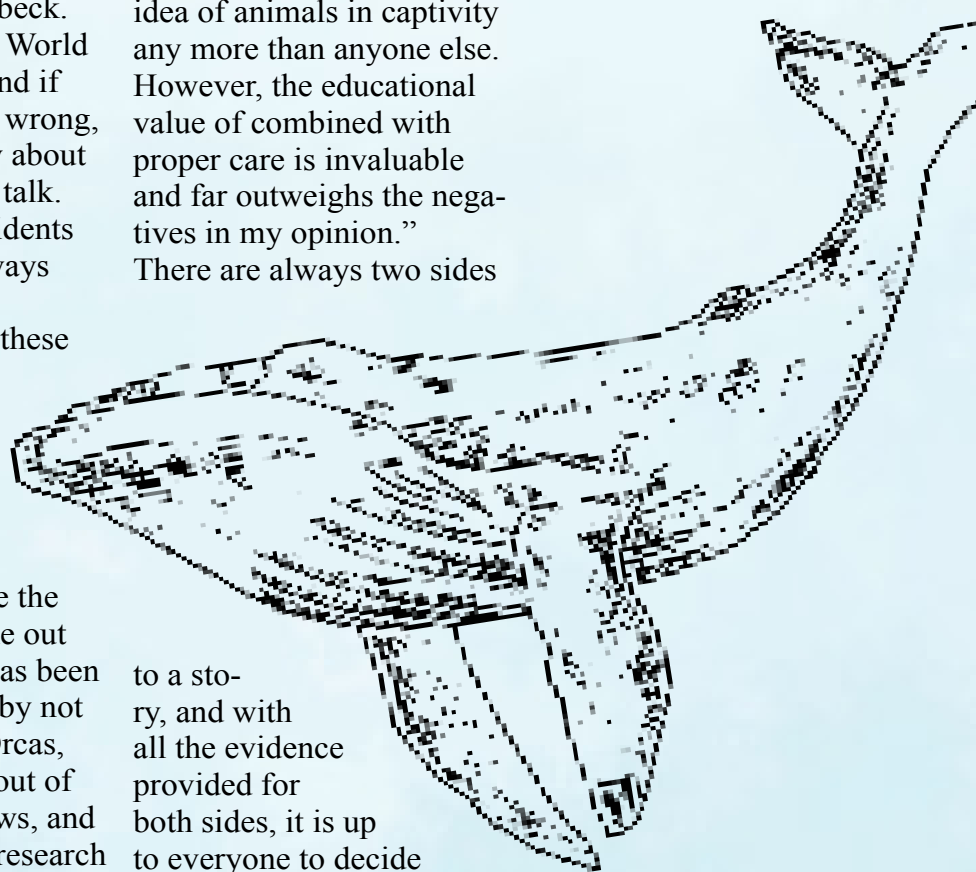 beck.
World
nd if
wrong,
about
talk.
idents
ways
these
e the
e out
as been
by not
Orcas,
out of
ws, and
research
idea of animals in captivity
any more than anyone else.
However, the educational
value of combined with
proper care is invaluable
and far outweighs the nega-
tives in my opinion.”
There are always two sides
to a sto-
ry, and with
all the evidence
provided for
both sides, it is up
to everyone to decide